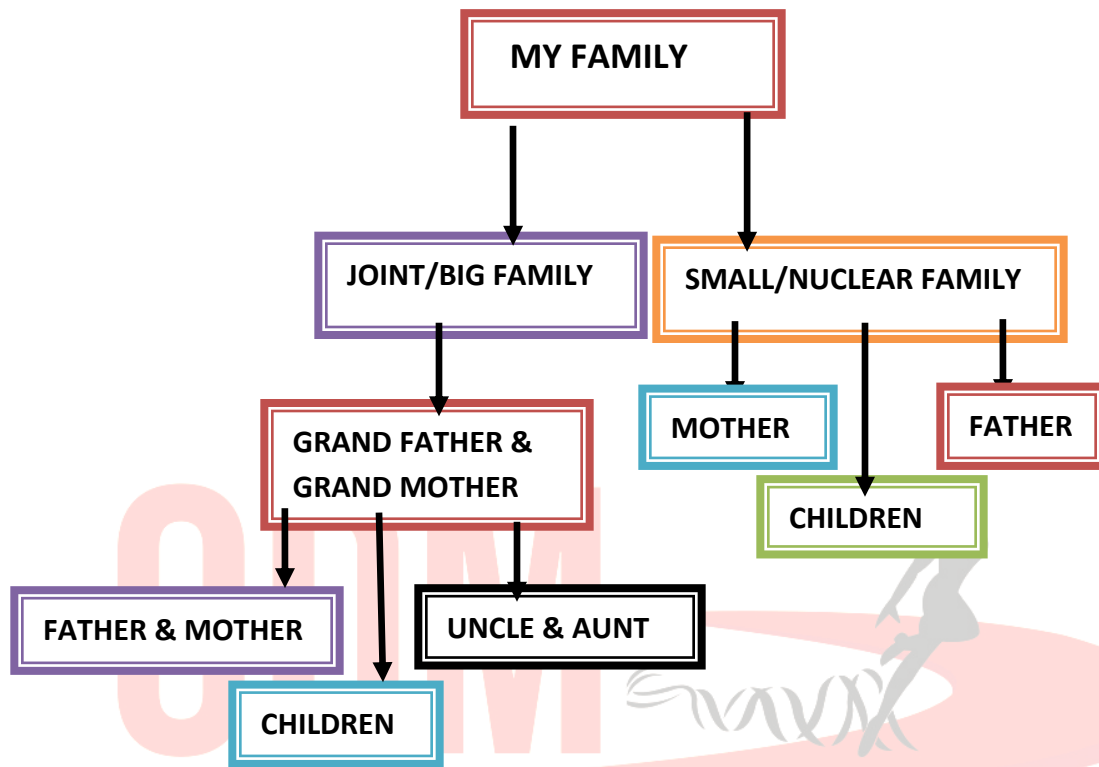 MY FAMILY
JOINT/BIG FAMILY
SMALL/NUCLEAR FAMILY
MOTHER
FATHER
GRAND FATHER &
GRAND MOTHER
CHILDREN
FATHER & MOTHER
UNCLE & AUNT
CHILDREN
ODM